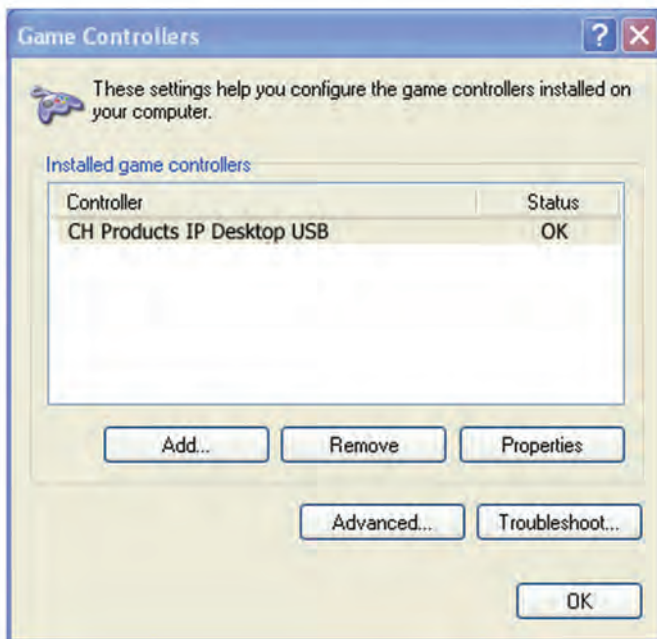 Game Controllers
These settings help you configure the game controllers installed on
your computer.
Installed game controllers
Controller Status
CH Products IP Desktop USB OK
Add... Remove Properties
Advanced... Troubleshoot...
OK